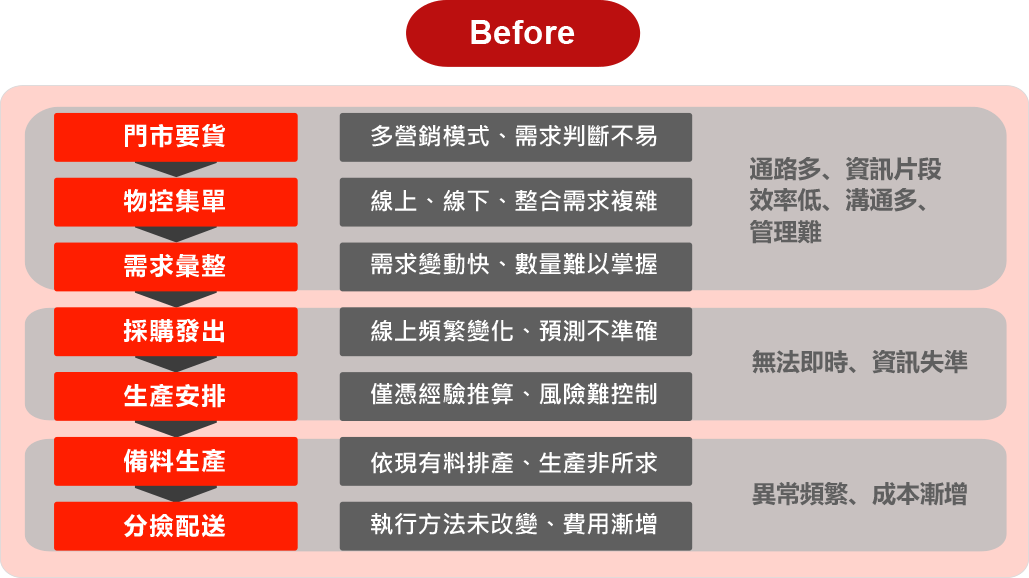 Before
門市要貨
多營銷模式、需求判斷不易
物控集單
線上、線下、整合需求複雜
需求彙整
需求變動快、數量難以掌握
通路多、資訊片段
效率低、溝通多、
管理難
採購發出
線上頻繁變化、預測不準確
生產安排
僅憑經驗推算、風險難控制
無法即時、資訊失準
備料生產
依現有料排產、生產非所求
分撿配送
執行方法未改變、費用漸增
異常頻繁、成本漸增